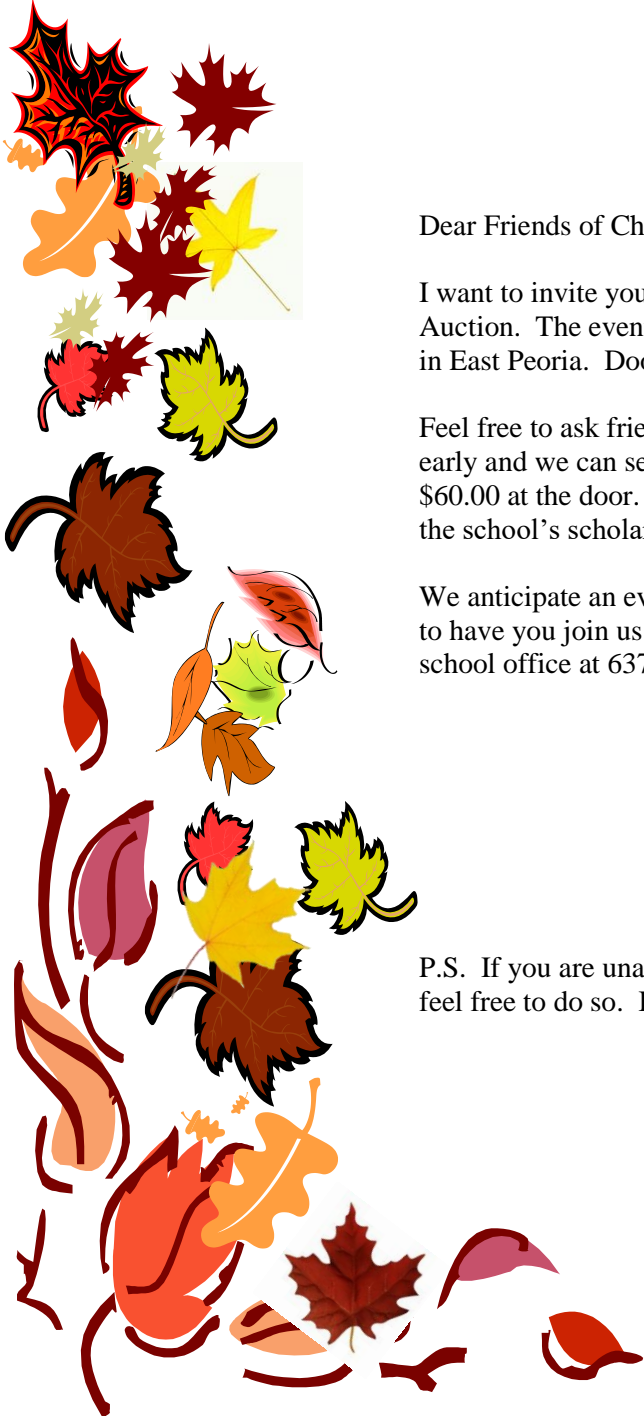 Dear Friends of Ch
I want to invite you
Auction. The even
in East Peoria. Doo
Feel free to ask frie
early and we can se
$60.00 at the door.
the school’s scholar
We anticipate an ev
to have you join us
school office at 637
P.S. If you are una
feel free to do so. I